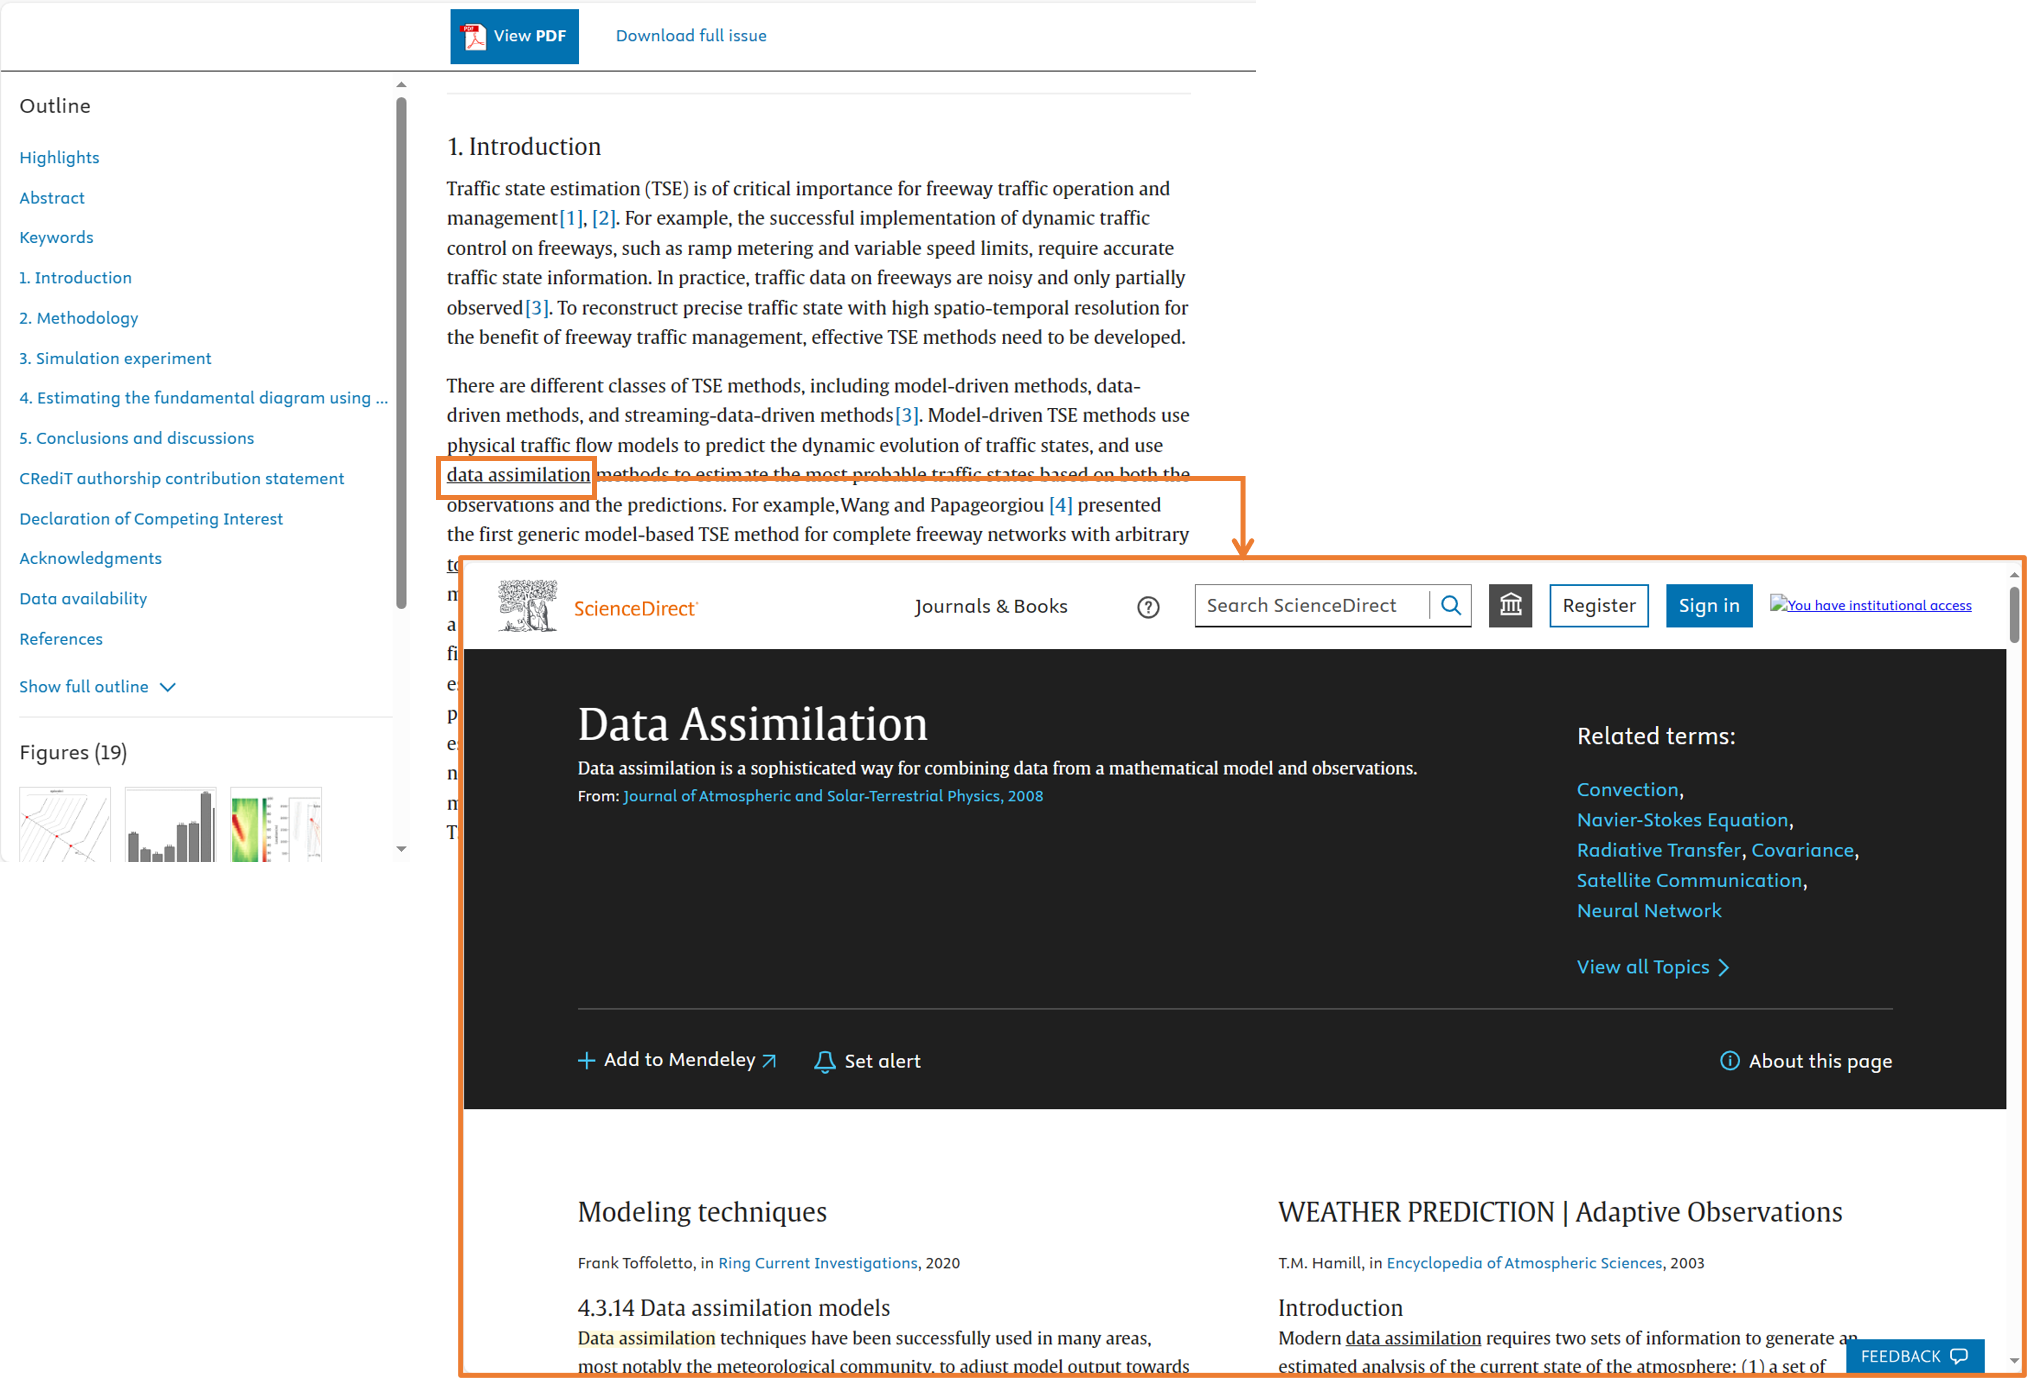 View PDF
Download full issue
Outline
Highlights
Abstract
Keywords
1. Introduction
2. Methodology
3. Simulation experiment
4. Estimating the fundamental diagram using ...
5. Conclusions and discussions
CRediT authorship contribution statement
Declaration of Competing Interest
Acknowledgments
Data availability
References
Show full outline
Figures (19)
1. Introduction
Traffic state estimation (TSE) is of critical importance for freeway traffic operation and
management[1], [2]. For example, the successful implementation of dynamic traffic
control on freeways, such as ramp metering and variable speed limits, require accurate
traffic state information. In practice, traffic data on freeways are noisy and only partially
observed[3]. To reconstruct precise traffic state with high spatio-temporal resolution for
the benefit of freeway traffic management, effective TSE methods need to be developed.
There are different classes of TSE methods, including model-driven methods, data-
driven methods, and streaming-data-driven methods[3]. Model-driven TSE methods use
physical traffic flow models to predict the dynamic evolution of traffic states, and use
data assimilation methods to estimate the most probable traffic states based on both the
observations and the predictions. For example,Wang and Papageorgiou [4] presented
the first generic model-based TSE method for complete freeway networks with arbitrary
ScienceDirect
Journals & Books
Search ScienceDirect
Register
Sign in
You have institutional access
Data Assimilation
Data assimilation is a sophisticated way for combining data from a mathematical model and observations.
From: Journal of Atmospheric and Solar-Terrestrial Physics, 2008
Related terms:
Convection,
Navier-Stokes Equation,
Radiative Transfer, Covariance,
Satellite Communication,
Neural Network
View all Topics
Add to Mendeley
Set alert
About this page
Modeling techniques
Frank Toffoletto, in Ring Current Investigations, 2020
4.3.14 Data assimilation models
Data assimilation techniques have been successfully used in many areas,
most notably the meteorological community, to adjust model output towards
WEATHER PREDICTION | Adaptive Observations
T.M. Hamill, in Encyclopedia of Atmospheric Sciences, 2003
Introduction
Modern data assimilation requires two sets of information to generate an
estimated analysis of the current state of the atmosphere: (1) a set of
FEEDBACK